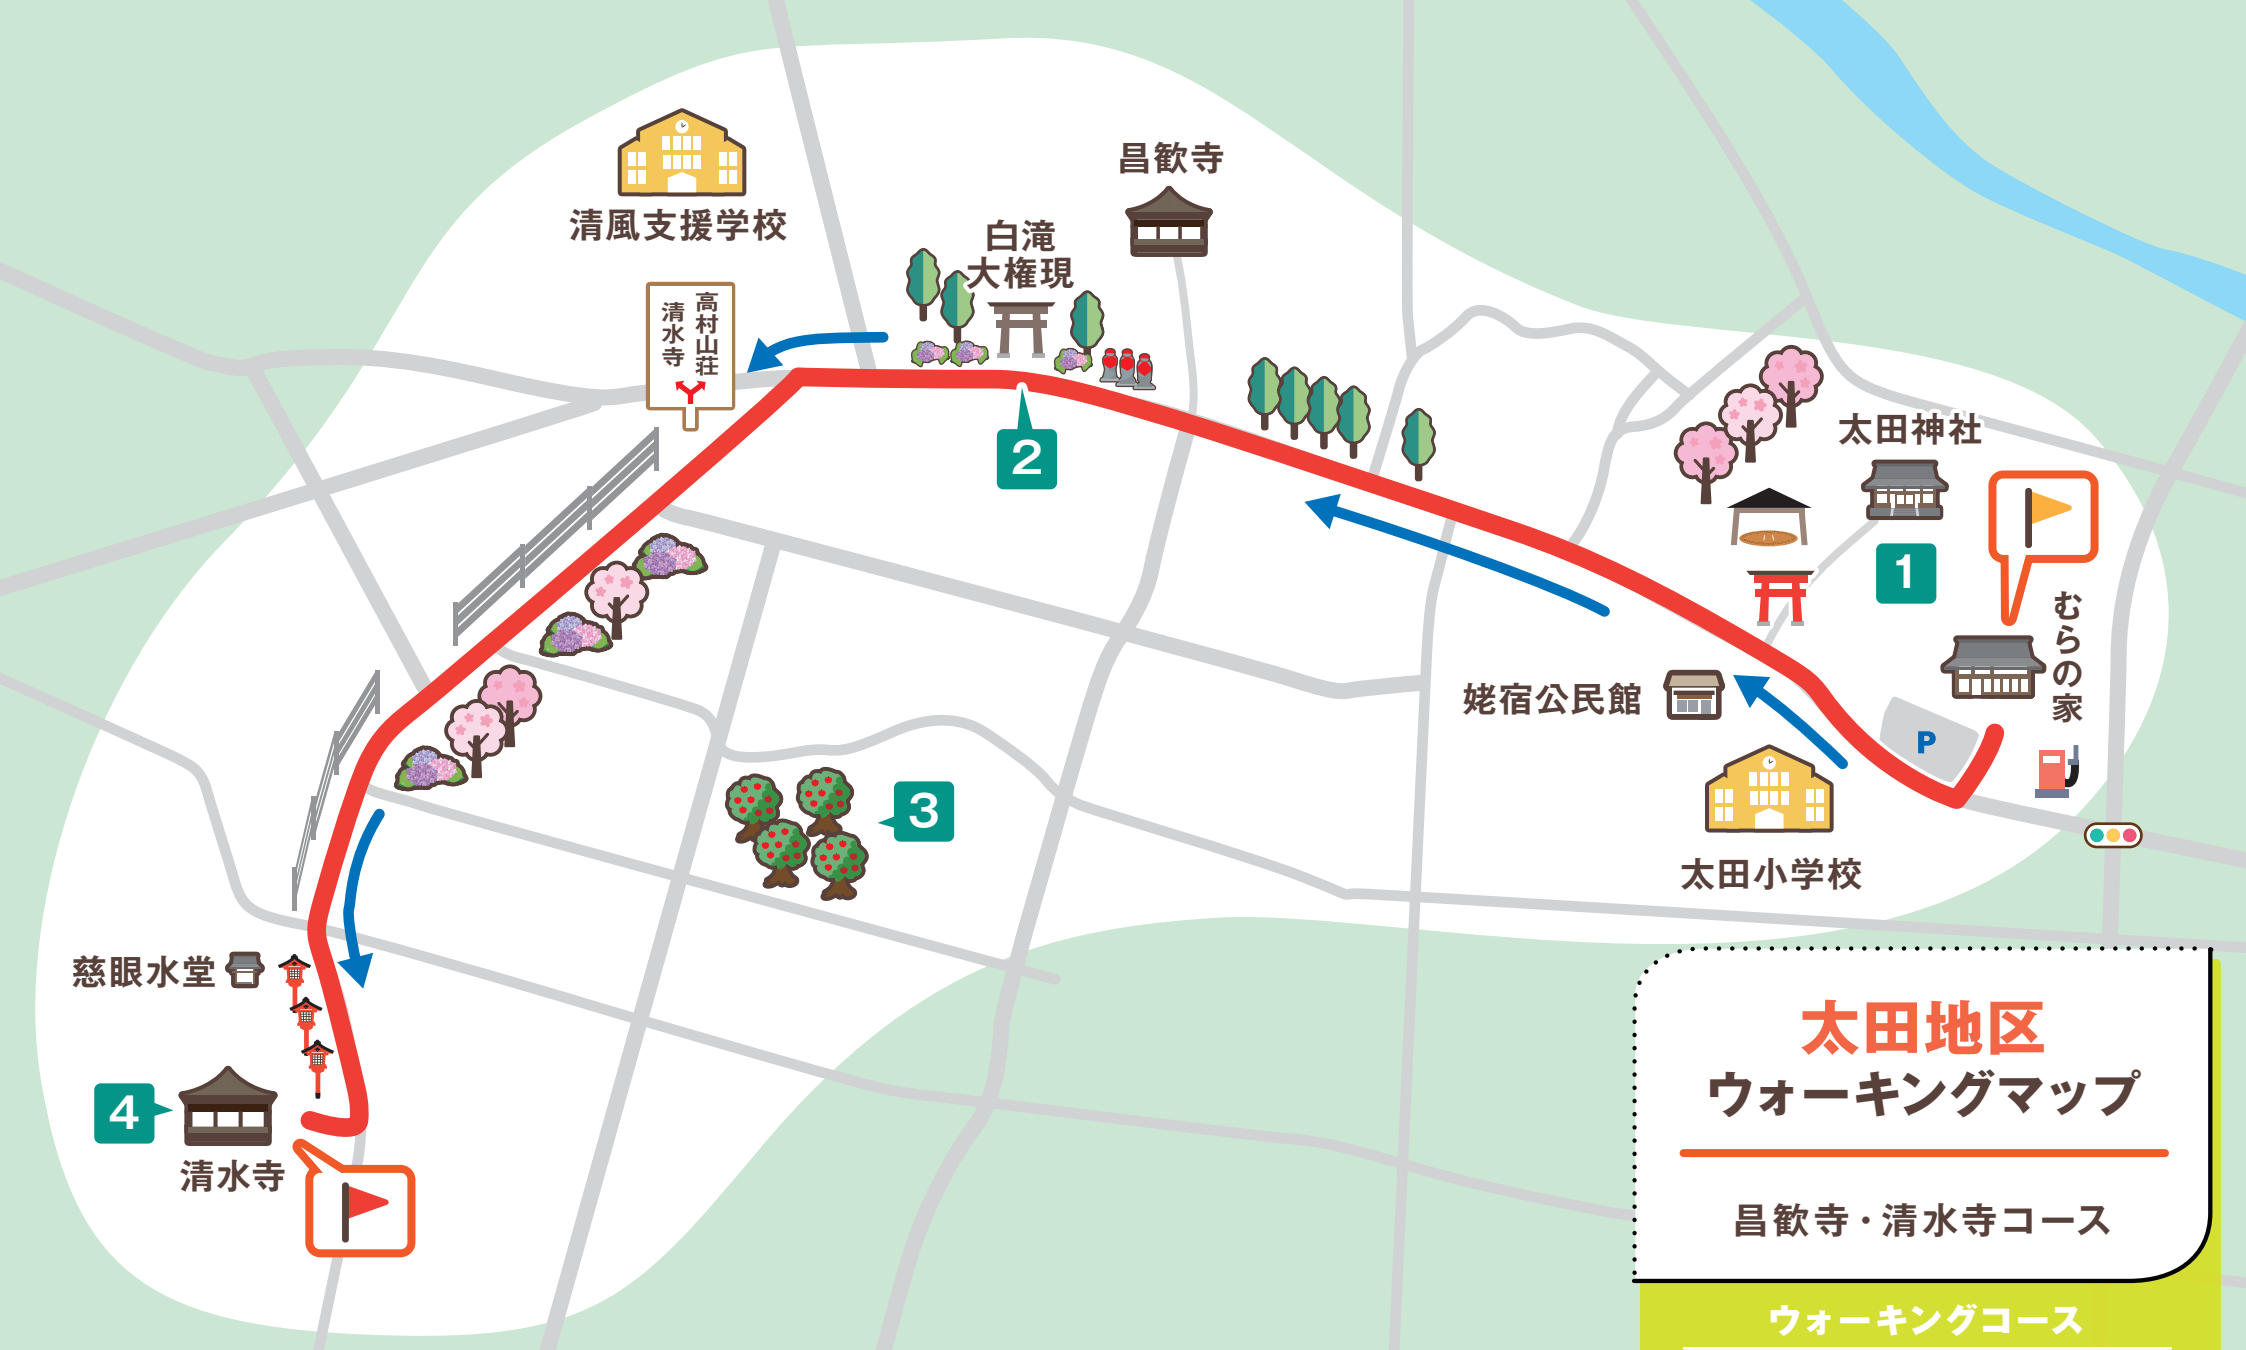 清風支援学校
昌歓寺
白滝
大権現
高村山荘
清水寺
2
太田神社
1
むらの家
姥宿公民館
P
太田小学校
3
慈眼水堂
4
清水寺
太田地区
ウォーキングマップ
昌歓寺・清水寺コース
ウォーキングコース